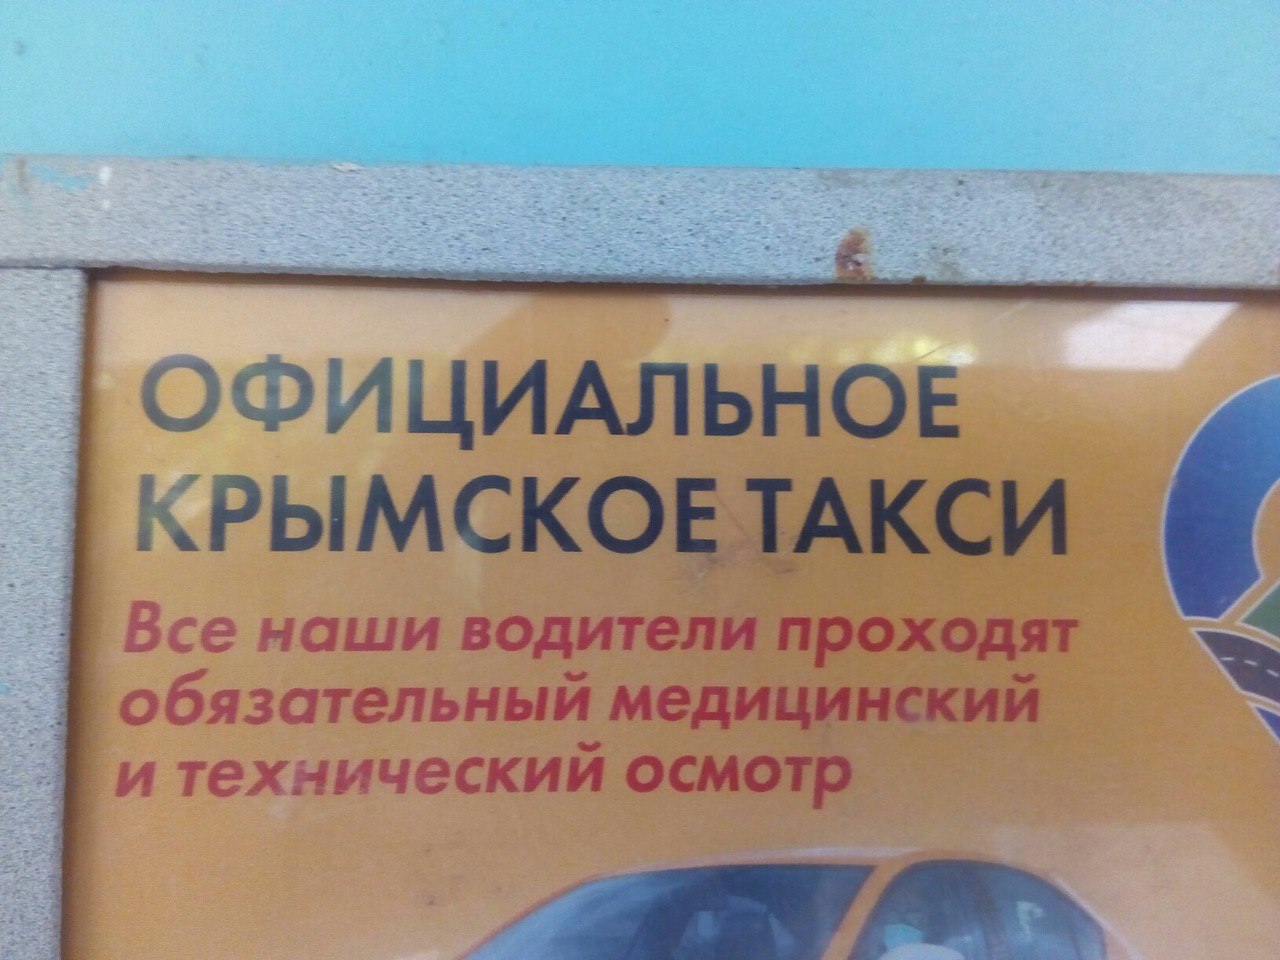 ОФИЦИАЛЬНОЕ
КРЫМСКОЕ ТАКСИ
Все наши водители проходят
обязательный медицинский
и технический осмотр